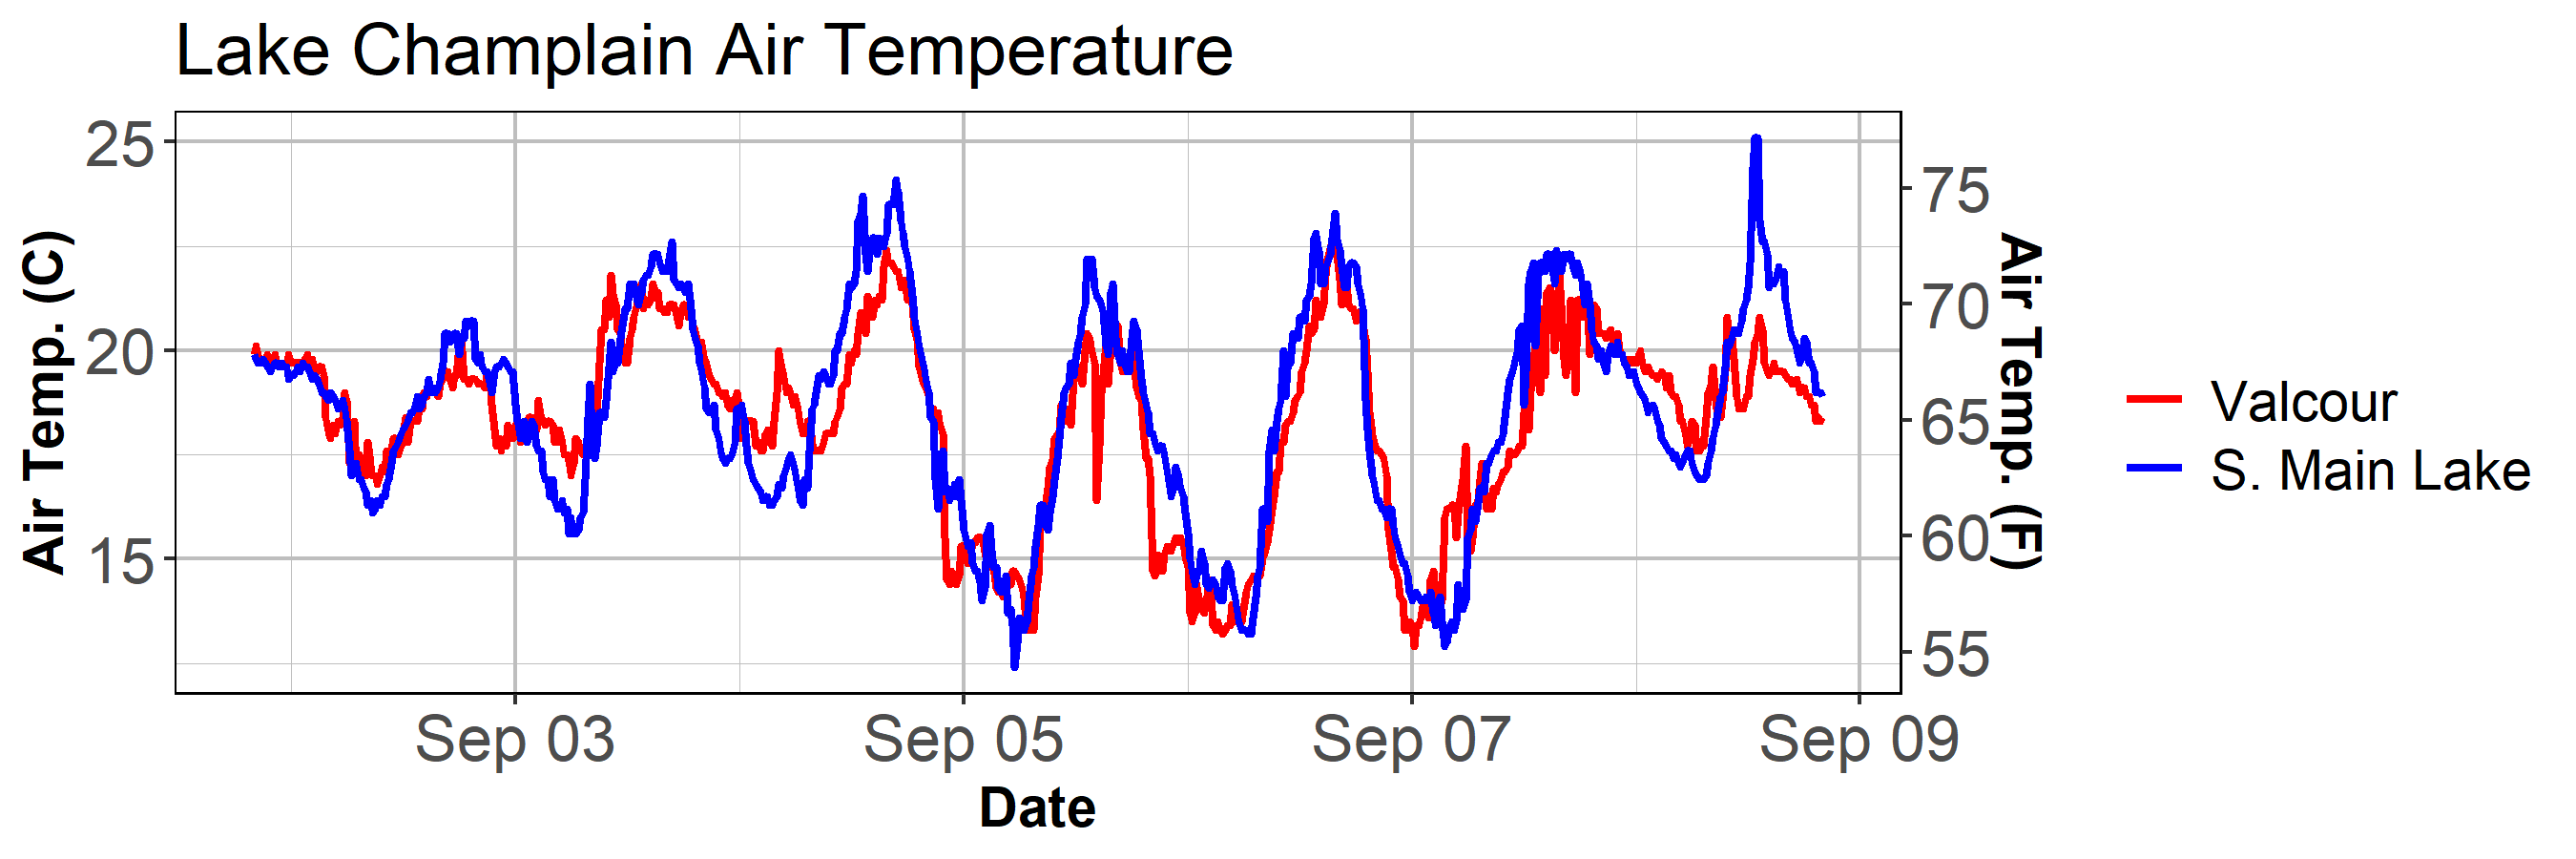 Lake Champlain Air Temperature
Air Temp. (C)
25
20
15
75
70
65
60
55
Air Temp. (F)
Sep 03
Sep 05
Sep 07
Sep 09
Date
Valcour
S. Main Lake